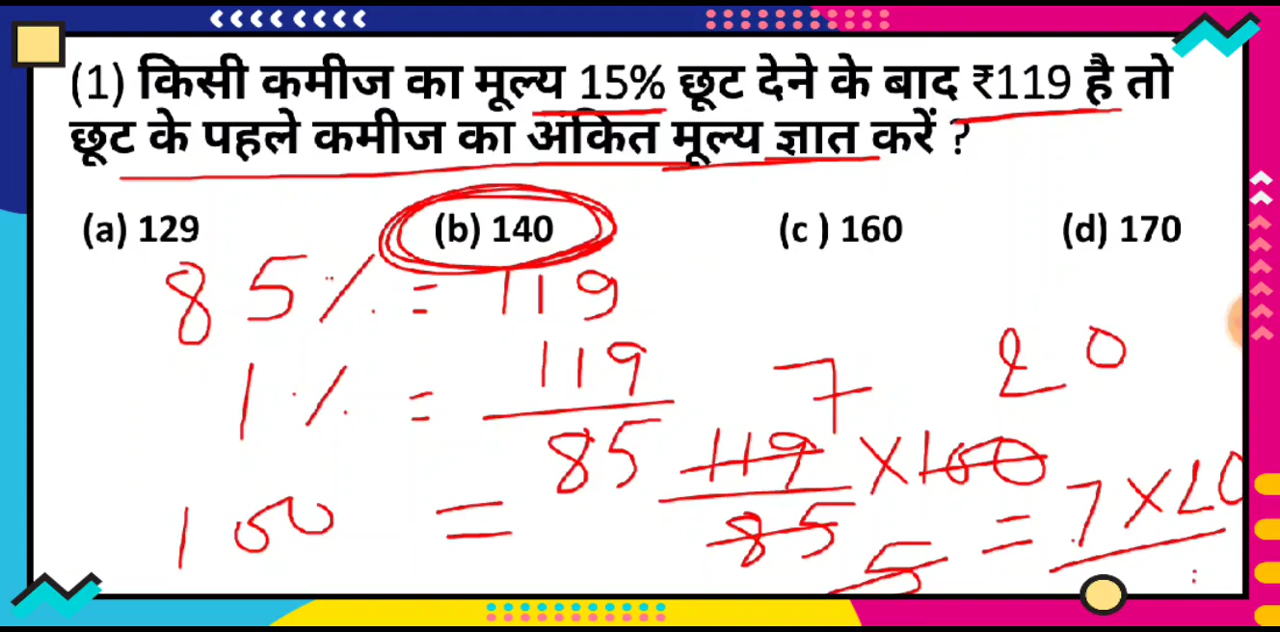 (1) किसी कमीज का मूल्य 15% छूट देने के बाद ₹119 है तो
छूट के पहले कमीज का अंकित मूल्य ज्ञात करें ?
(a) 129 (b) 140 (c ) 160 (d) 170
85% = 119
1% = 119/85
100 = 119/85 × 100 = 7 × 20
7 20
5